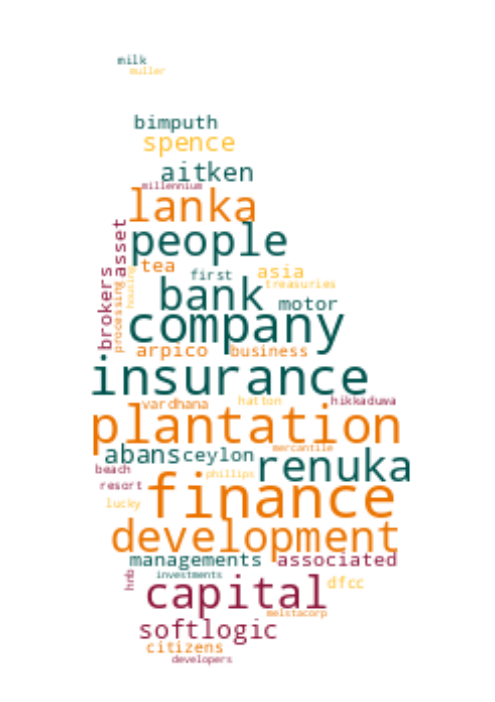 milk
muller
bimputh
spence
aitken
millennium
lanka
asset
people
tea
first
asia
treasuries
housing
processing
brokers
bank
motor
company
arpico
business
insurance
vardhana
hatton
hikkaduwa
plantation
abans
ceylon
mercantile
renuka
beach
phillips
resort
finance
lucky
development
managements
associated
hnb
investments
dfcc
capital
melstacorp
softlogic
citizens
developers